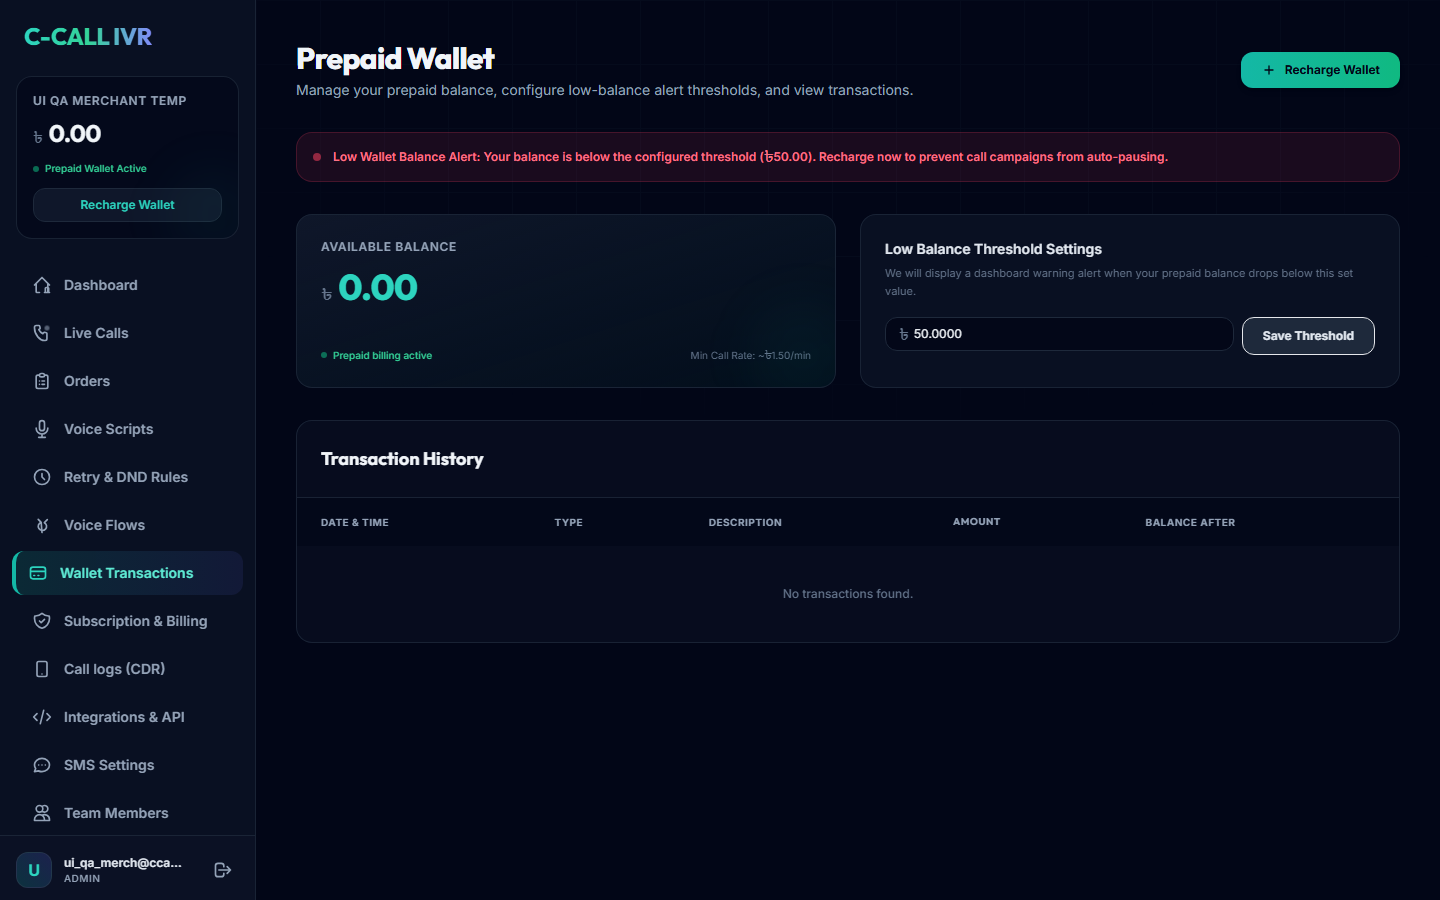 C-CALL IVR
UI QA MERCHANT TEMP
৳ 0.00
Prepaid Wallet Active
Recharge Wallet
Dashboard
Live Calls
Orders
Voice Scripts
Retry & DND Rules
Voice Flows
Wallet Transactions
Subscription & Billing
Call logs (CDR)
Integrations & API
SMS Settings
Team Members
U
ui_qa_merch@cca...
ADMIN
Prepaid Wallet
Manage your prepaid balance, configure low-balance alert thresholds, and view transactions.
+ Recharge Wallet
Low Wallet Balance Alert: Your balance is below the configured threshold (৳50.00). Recharge now to prevent call campaigns from auto-pausing.
AVAILABLE BALANCE
৳ 0.00
Prepaid billing active
Min Call Rate: ~৳1.50/min
Low Balance Threshold Settings
We will display a dashboard warning alert when your prepaid balance drops below this set
value.
৳ 50.0000
Save Threshold
Transaction History
DATE & TIME TYPE DESCRIPTION AMOUNT BALANCE AFTER
No transactions found.